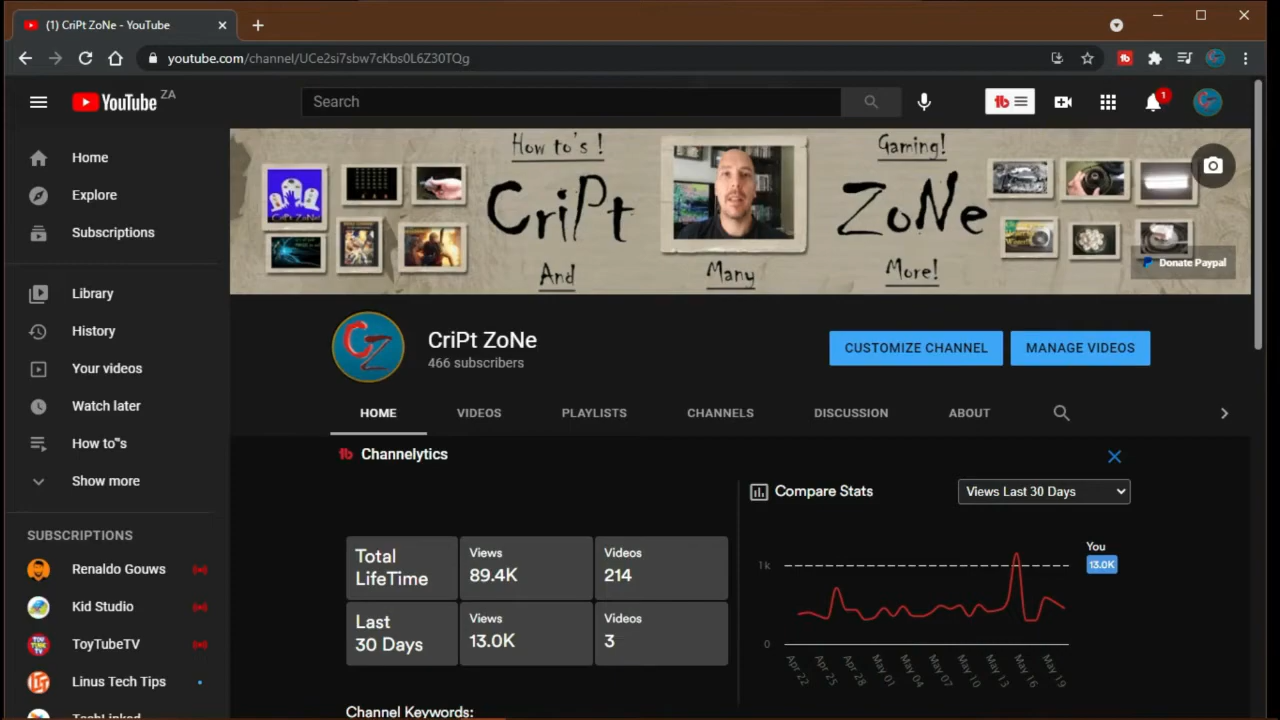 (1) CriPt ZoNe - YouTube
youtube.com/channel/UCe2si7sbw7cKbs0L6Z30TQg
YouTube ZA
Search
1
Home
Explore
Subscriptions
Library
History
Your videos
Watch later
How to"s
Show more
SUBSCRIPTIONS
Renaldo Gouws
Kid Studio
ToyTubeTV
Linus Tech Tips
TechLinked
How to's !
Gaming!
CriPt ZoNe
And
Many
More!
Donate Paypal
CriPt ZoNe
466 subscribers
CUSTOMIZE CHANNEL
MANAGE VIDEOS
HOME
VIDEOS
PLAYLISTS
CHANNELS
DISCUSSION
ABOUT
Channelytics
Total LifeTime
Views
89.4K
Videos
214
Last 30 Days
Views
13.0K
Videos
3
Channel Keywords:
Compare Stats
Views Last 30 Days
You
13.0K
1k
0
Apr 22
Apr 25
Apr 28
May 01
May 04
May 07
May 10
May 13
May 16
May 19